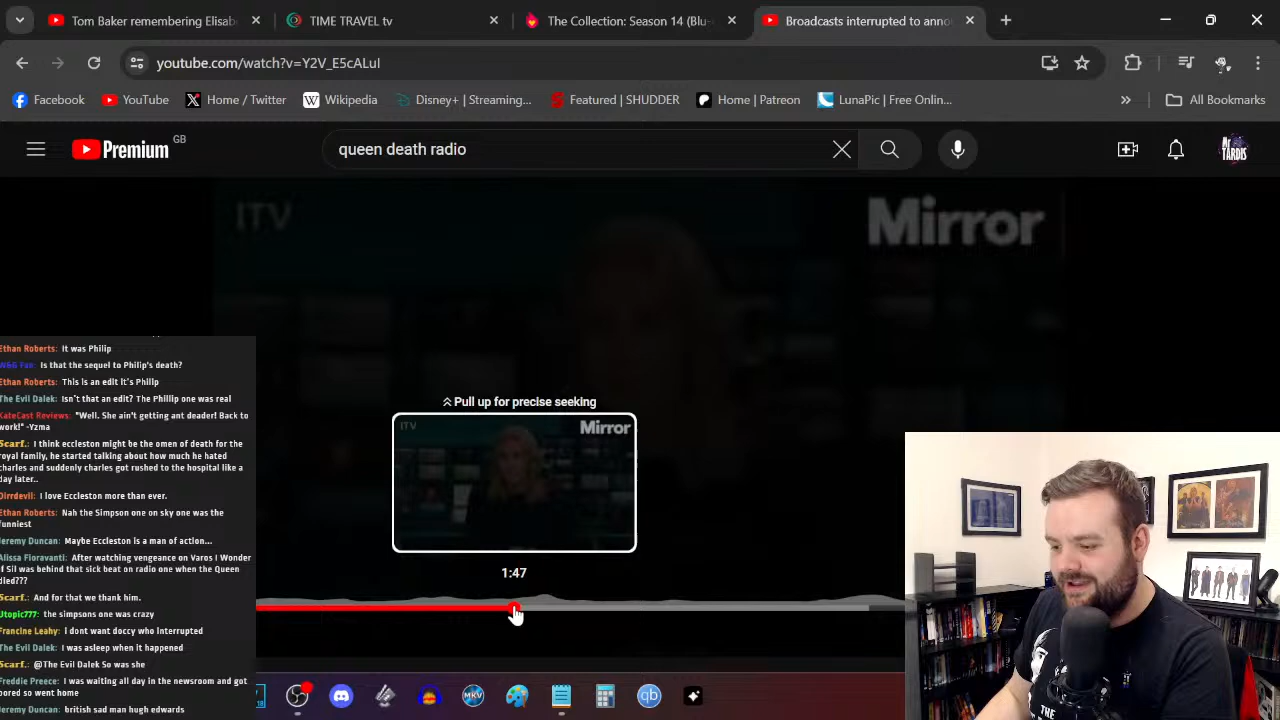 Tom Baker remembering Elisab
TIME TRAVEL tv
The Collection: Season 14 (Blu-
Broadcasts interrupted to anno
youtube.com/watch?v=Y2V_E5cALuI
Facebook
YouTube
Home / Twitter
Wikipedia
Disney+ | Streaming...
Featured | SHUDDER
Home | Patreon
LunaPic | Free Onlin...
All Bookmarks
Premium GB
queen death radio
Mr TARDIS
ITV
Mirror
Ethan Roberts: It was Philip
W&G Fan: Is that the sequel to Philip's death?
Ethan Roberts: This is an edit it's Philip
The Evil Dalek: Isn't that an edit? The Phillip one was real
KateCast Reviews: "Well. She ain't getting ant deader! Back to
work!" -Yzma
Scarf.: I think eccleston might be the omen of death for the
royal family, he started talking about how much he hated
charles and suddenly charles got rushed to the hospital like a
day later..
Dirrdevil: I love Eccleston more than ever.
Ethan Roberts: Nah the Simpson one on sky one was the
funniest
Jeremy Duncan: Maybe Eccleston is a man of action...
Alissa Fioravanti: After watching vengeance on Varos I Wonder
if Sil was behind that sick beat on radio one when the Queen
died???
Scarf.: And for that we thank him.
Utopic777: the simpsons one was crazy
Francine Leahy: I dont want doccy who interrupted
The Evil Dalek: I was asleep when it happened
Scarf.: @The Evil Dalek So was she
Freddie Preece: I was waiting all day in the newsroom and got
bored so went home
Jeremy Duncan: british sad man hugh edwards
Pull up for precise seeking
ITV
Mirror
1:47
MKV
qb
THE